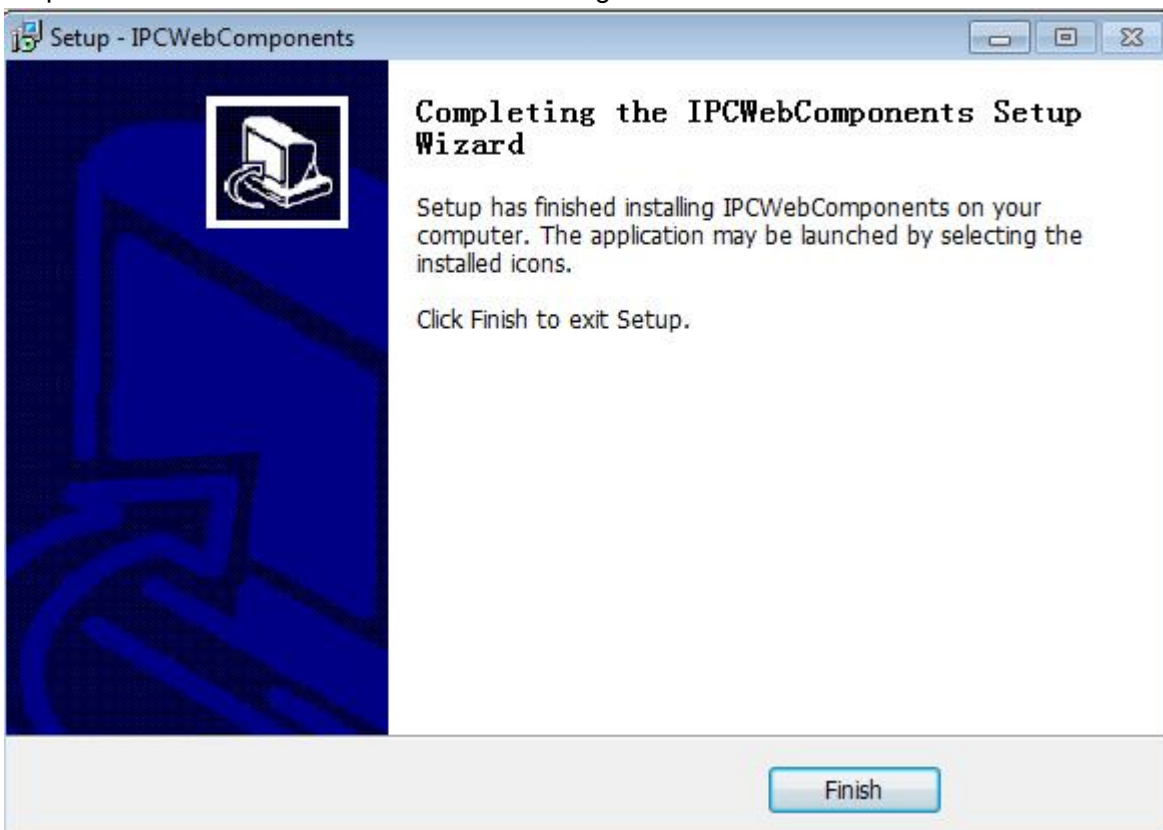 Setup - IPCWebComponents
Completing the IPCWebComponents Setup
Wizard
Setup has finished installing IPCWebComponents on your
computer. The application may be launched by selecting the
installed icons.
Click Finish to exit Setup.
Finish